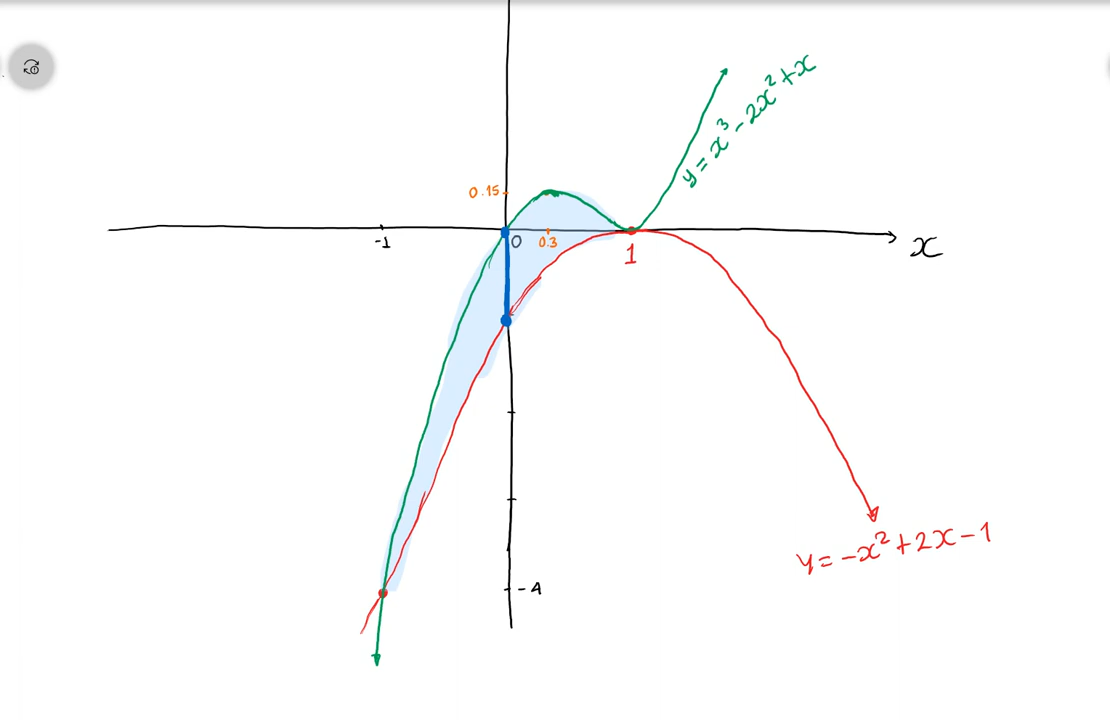 y = x³ - 2x² + x
0.15
-1
0
0.3
1
x
y = -x² + 2x - 1
-4